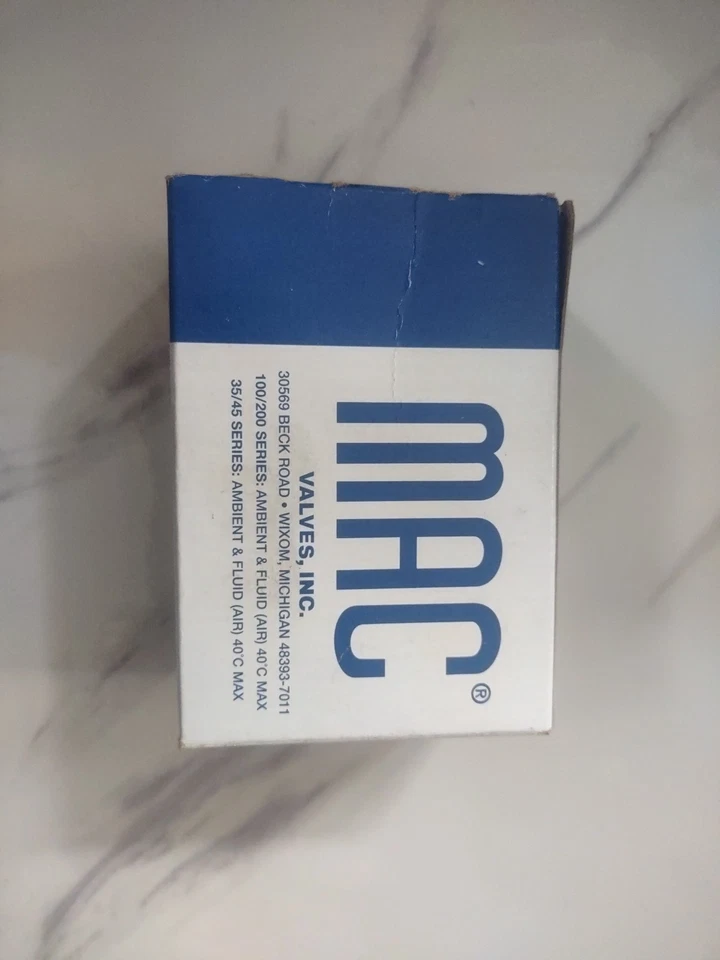 MAC®
VALVES, INC.
30569 BECK ROAD • WIXOM, MICHIGAN 48393-7011
100/200 SERIES: AMBIENT & FLUID (AIR) 40°C MAX
35/45 SERIES: AMBIENT & FLUID (AIR) 40°C MAX